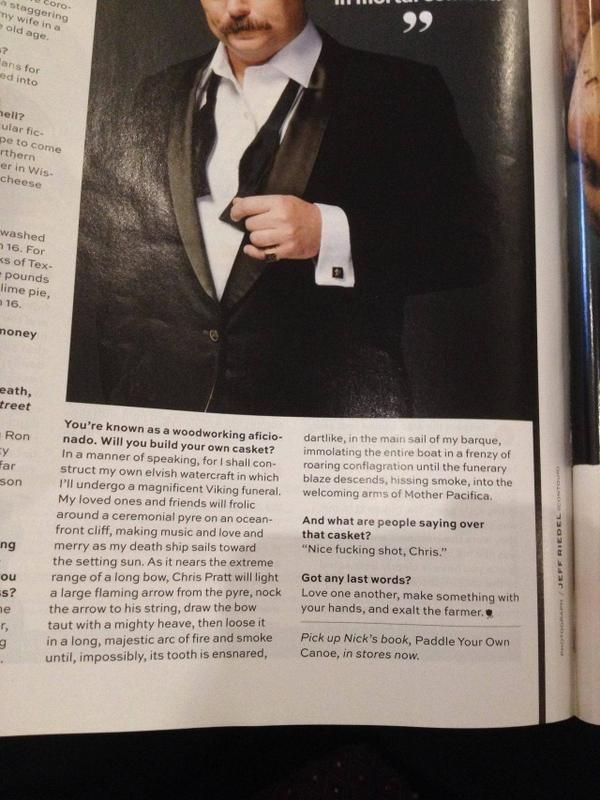 a staggering
my wife in a
old age.
ans for
ed into
ell?
ular fic-
pe to come
rthern
er in Wis-
cheese
washed
16. For
ks of Tex-
pounds
lime pie,
16.
money
eath,
treet
Ron
ty
far
son
ng
ou
s?
ne
r,
g
”
You’re known as a woodworking aficio-
nado. Will you build your own casket?
In a manner of speaking, for I shall con-
struct my own elvish watercraft in which
I’ll undergo a magnificent Viking funeral.
My loved ones and friends will frolic
around a ceremonial pyre on an ocean-
front cliff, making music and love and
merry as my death ship sails toward
the setting sun. As it nears the extreme
range of a long bow, Chris Pratt will light
a large flaming arrow from the pyre, nock
the arrow to his string, draw the bow
taut with a mighty heave, then loose it
in a long, majestic arc of fire and smoke
until, impossibly, its tooth is ensnared,
dartlike, in the main sail of my barque,
immolating the entire boat in a frenzy of
roaring conflagration until the funerary
blaze descends, hissing smoke, into the
welcoming arms of Mother Pacifica.
And what are people saying over
that casket?
“Nice fucking shot, Chris.”
Got any last words?
Love one another, make something with
your hands, and exalt the farmer.
Pick up Nick’s book, Paddle Your Own
Canoe, in stores now.
PHOTOGRAPH / JEFF RIEDEL